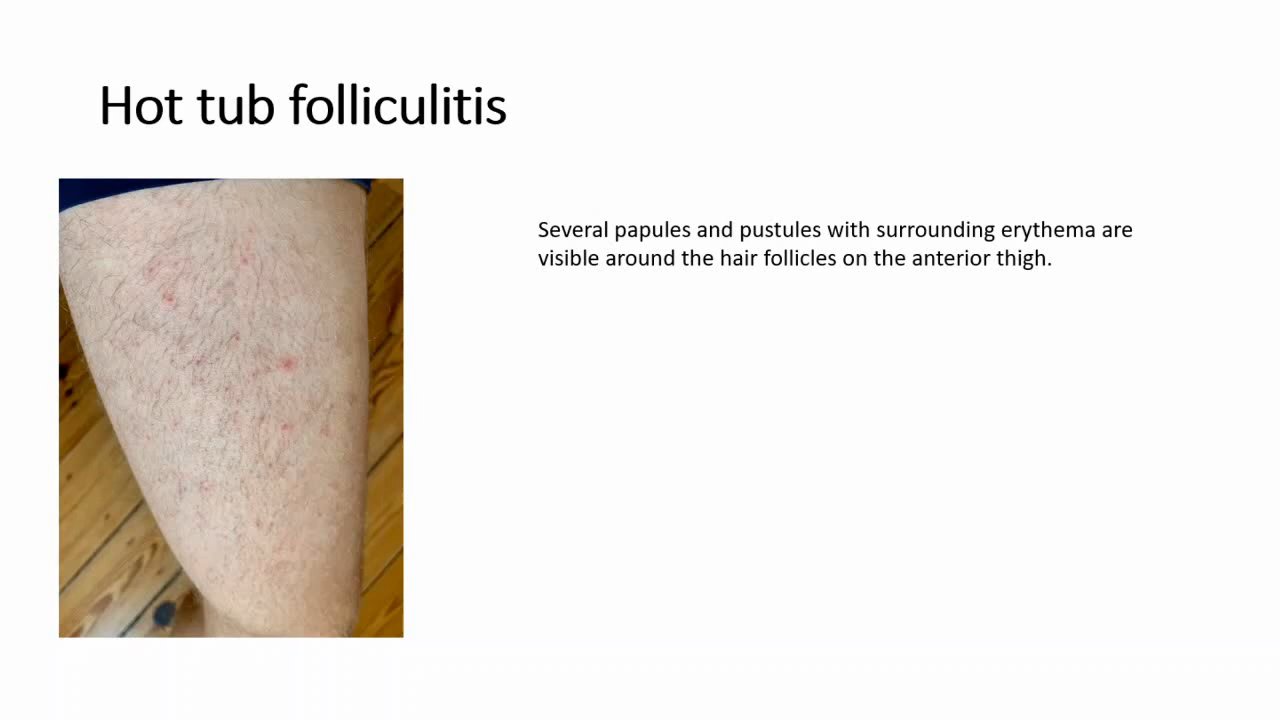 Hot tub folliculitis
Several papules and pustules with surrounding erythema are
visible around the hair follicles on the anterior thigh.